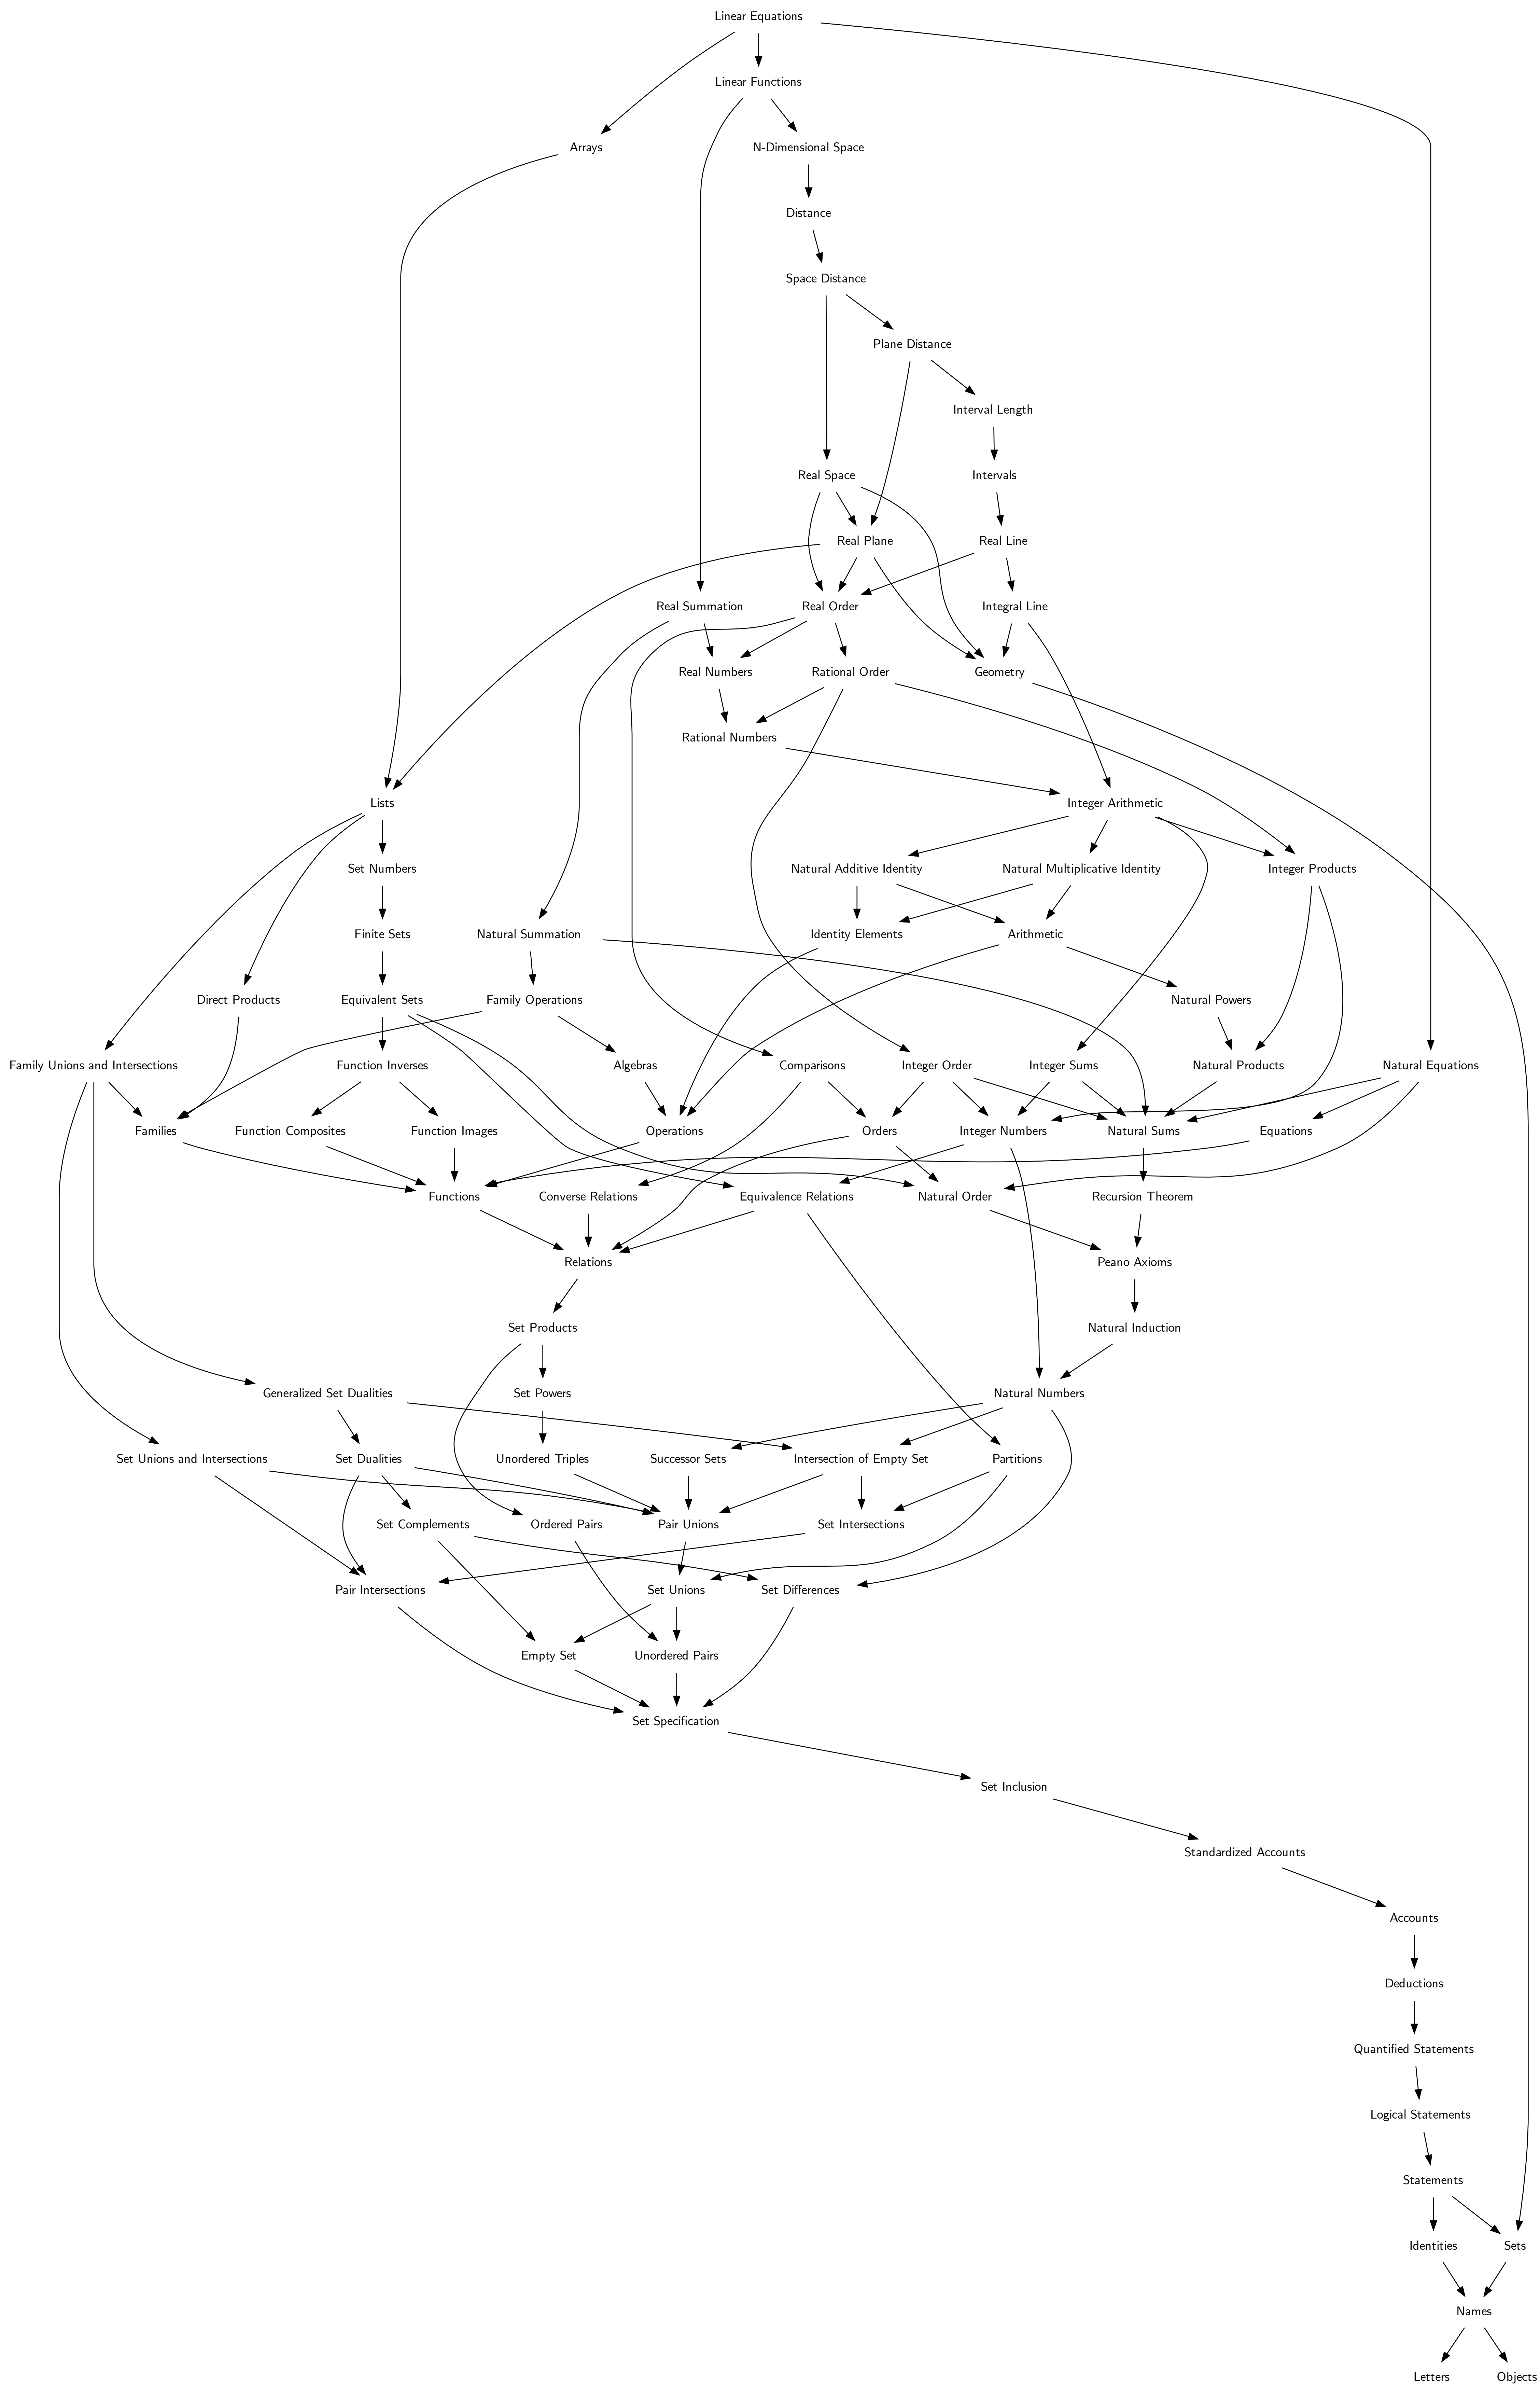 Linear Equations
Linear Functions
Arrays
N-Dimensional Space
Distance
Space Distance
Plane Distance
Interval Length
Real Space
Intervals
Real Plane
Real Line
Real Summation
Real Order
Integral Line
Real Numbers
Rational Order
Geometry
Rational Numbers
Lists
Integer Arithmetic
Set Numbers
Natural Additive Identity
Natural Multiplicative Identity
Integer Products
Finite Sets
Natural Summation
Identity Elements
Arithmetic
Direct Products
Equivalent Sets
Family Operations
Natural Powers
Family Unions and Intersections
Function Inverses
Algebras
Comparisons
Integer Order
Integer Sums
Natural Products
Natural Equations
Families
Function Composites
Function Images
Operations
Orders
Integer Numbers
Natural Sums
Equations
Functions
Converse Relations
Equivalence Relations
Natural Order
Recursion Theorem
Relations
Peano Axioms
Set Products
Natural Induction
Generalized Set Dualities
Set Powers
Natural Numbers
Set Unions and Intersections
Set Dualities
Unordered Triples
Successor Sets
Intersection of Empty Set
Partitions
Set Complements
Ordered Pairs
Pair Unions
Set Intersections
Pair Intersections
Set Unions
Set Differences
Empty Set
Unordered Pairs
Set Specification
Set Inclusion
Standardized Accounts
Accounts
Deductions
Quantified Statements
Logical Statements
Statements
Identities
Sets
Names
Letters
Objects